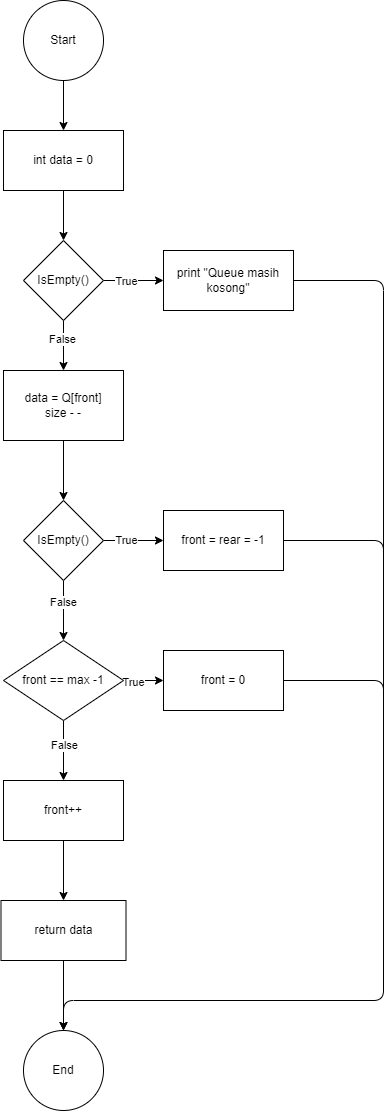 Start
int data = 0
IsEmpty()
True
print "Queue masih
kosong"
False
data = Q[front]
size - -
IsEmpty()
True
front = rear = -1
False
front == max -1
True
front = 0
False
front++
return data
End